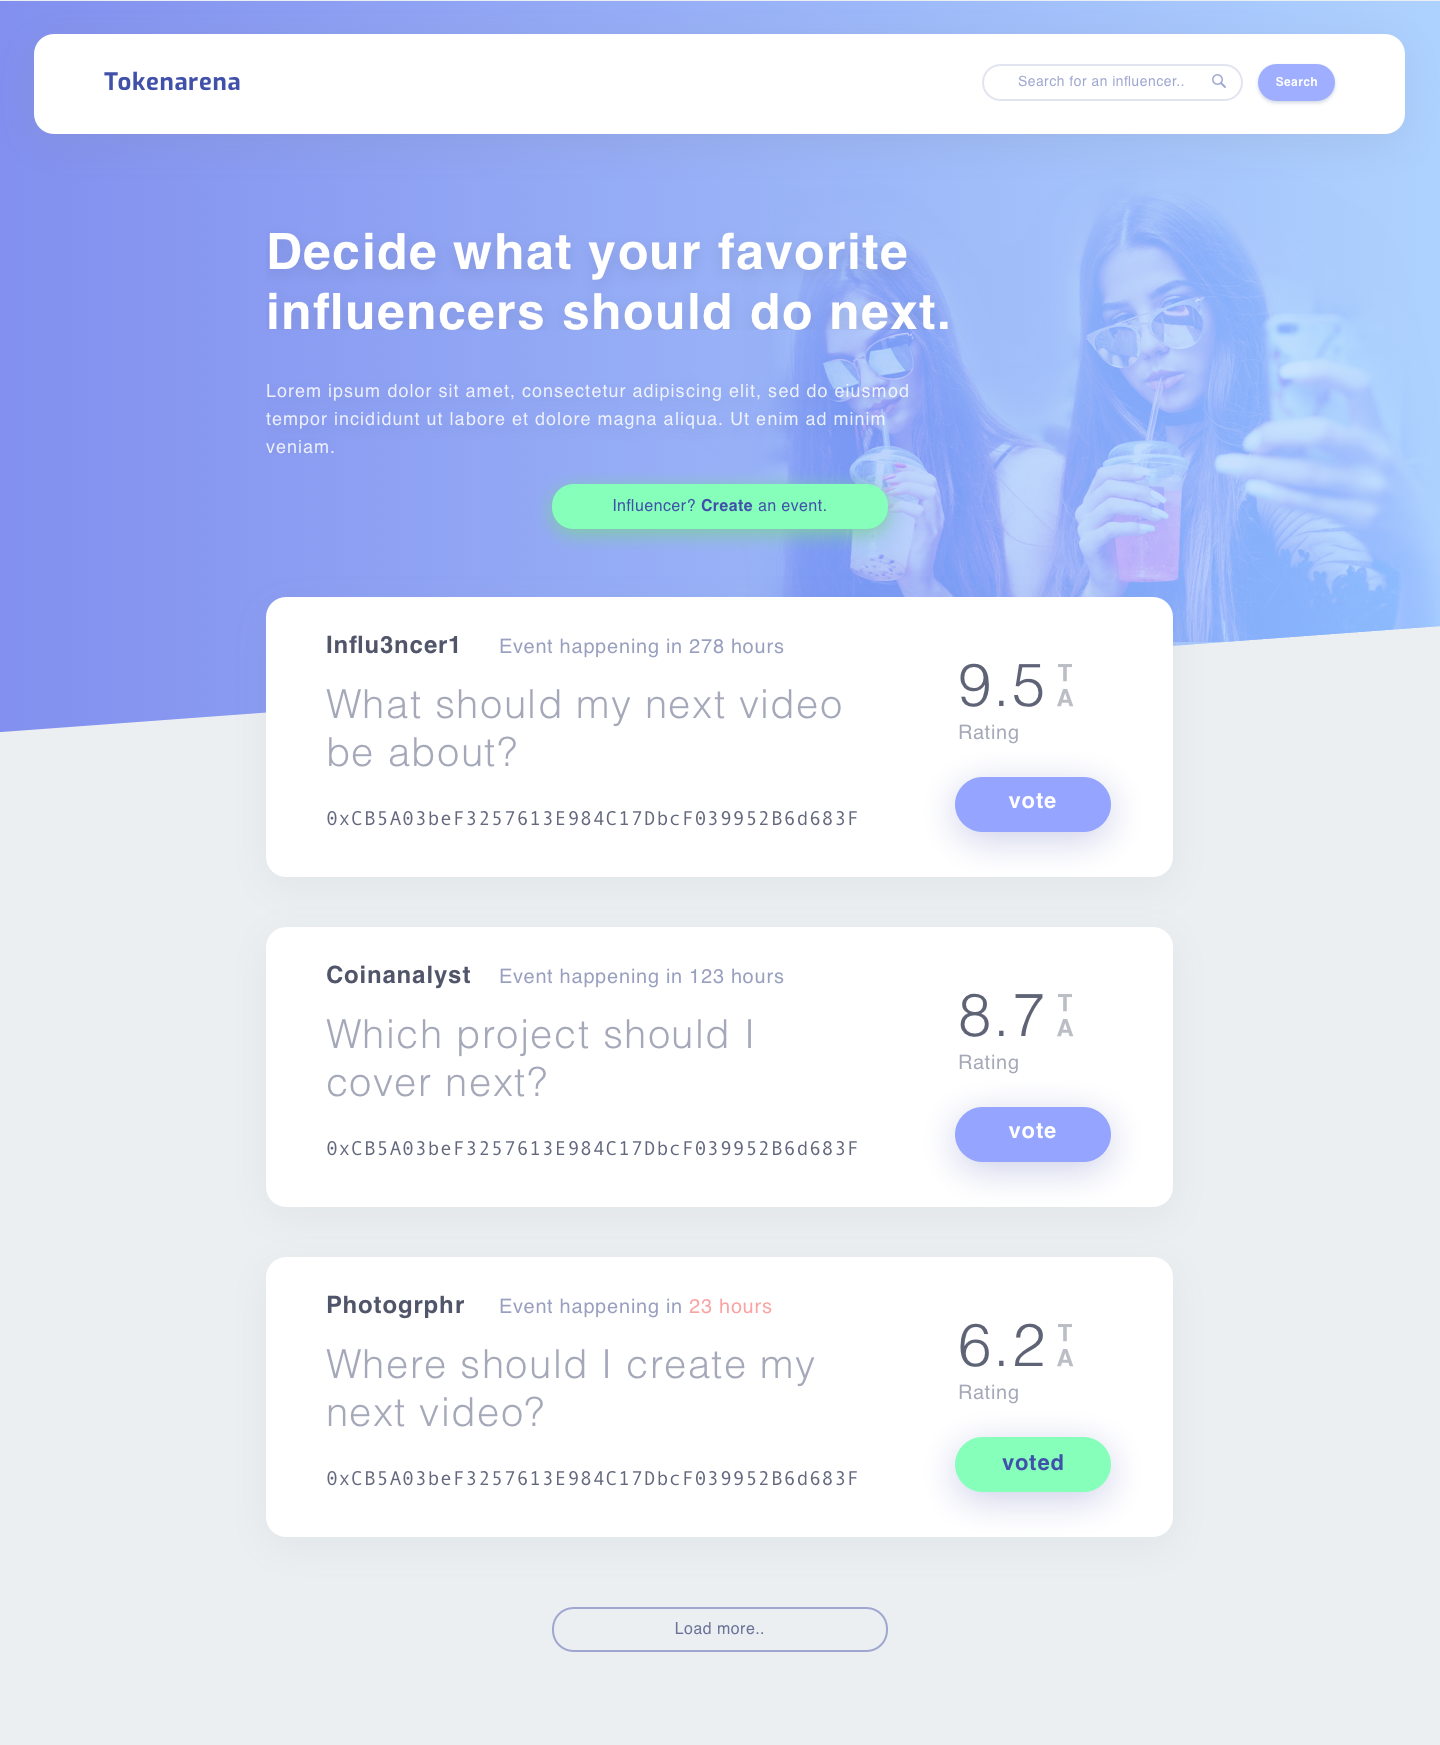 Tokenarena
Search for an influencer..
Search
Decide what your favorite
influencers should do next.
Lorem ipsum dolor sit amet, consectetur adipiscing elit, sed do eiusmod
tempor incididunt ut labore et dolore magna aliqua. Ut enim ad minim
veniam.
Influencer? Create an event.
Influ3ncer1 Event happening in 278 hours
What should my next video
be about?
0xCB5A03beF3257613E984C17DbcF039952B6d683F
9.5 T
A
Rating
vote
Coinanalyst Event happening in 123 hours
Which project should I
cover next?
0xCB5A03beF3257613E984C17DbcF039952B6d683F
8.7 T
A
Rating
vote
Photogrphr Event happening in 23 hours
Where should I create my
next video?
0xCB5A03beF3257613E984C17DbcF039952B6d683F
6.2 T
A
Rating
voted
Load more..